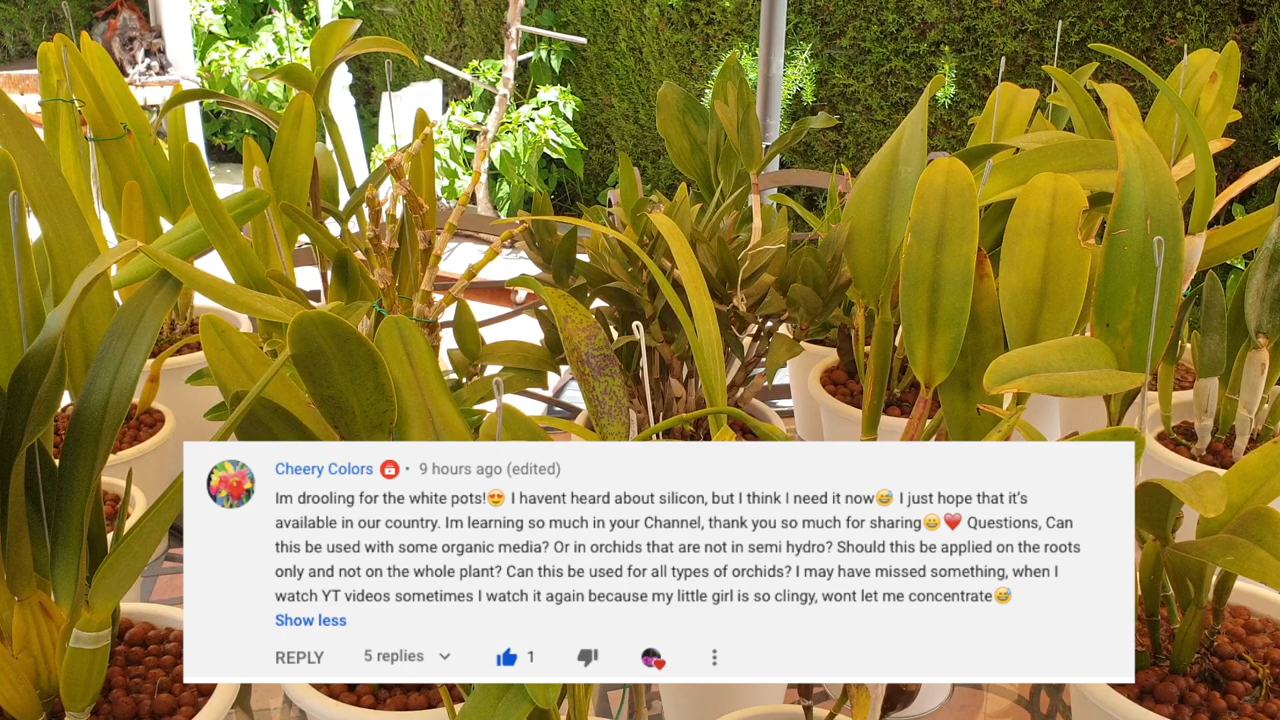 Cheery Colors • 9 hours ago (edited)
Im drooling for the white pots!😍 I havent heard about silicon, but I think I need it now😅 I just hope that it's
available in our country. Im learning so much in your Channel, thank you so much for sharing😀❤️ Questions, Can
this be used with some organic media? Or in orchids that are not in semi hydro? Should this be applied on the roots
only and not on the whole plant? Can this be used for all types of orchids? I may have missed something, when I
watch YT videos sometimes I watch it again because my little girl is so clingy, wont let me concentrate😅
Show less
REPLY 5 replies 1